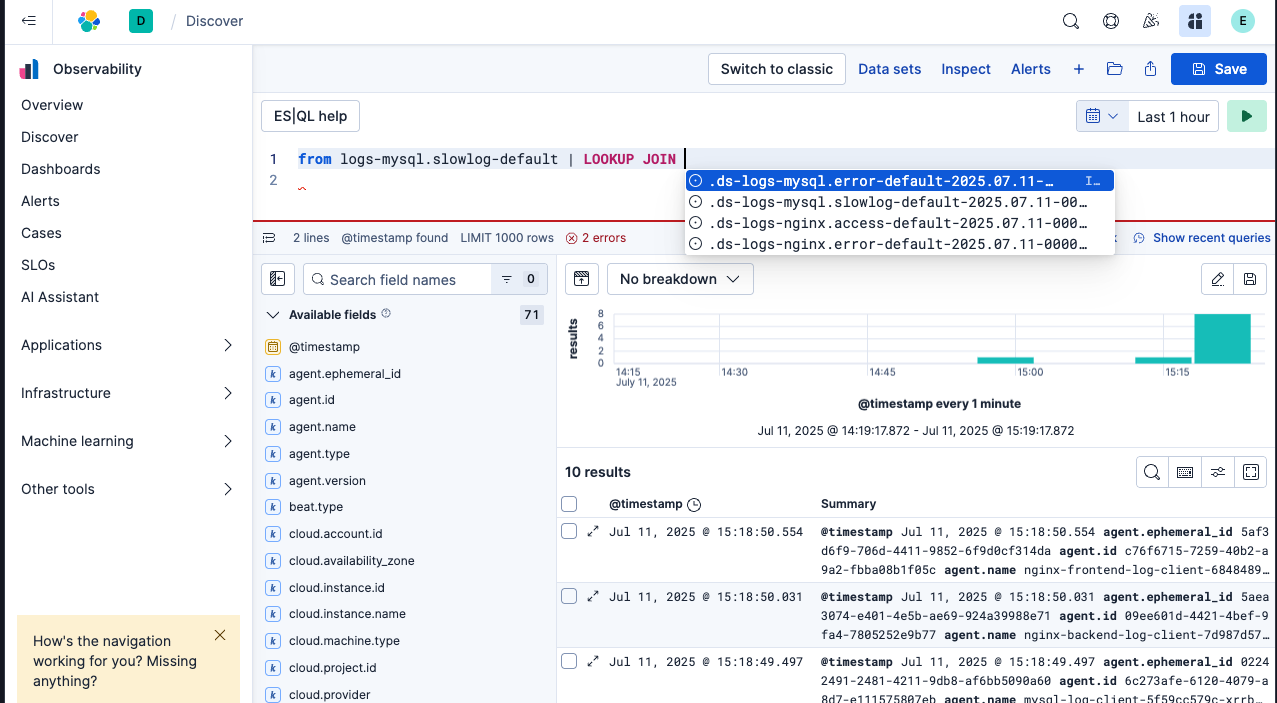 D / Discover
E
Observability
Switch to classic
Data sets
Inspect
Alerts
+
Save
Overview
Discover
Dashboards
Alerts
Cases
SLOs
AI Assistant
Applications
Infrastructure
Machine learning
Other tools
How's the navigation
working for you? Missing
anything?
ES|QL help
Last 1 hour
1 from logs-mysql.slowlog-default | LOOKUP JOIN
2
.ds-logs-mysql.error-default-2025.07.11-… I…
.ds-logs-mysql.slowlog-default-2025.07.11-00…
.ds-logs-nginx.access-default-2025.07.11-000…
.ds-logs-nginx.error-default-2025.07.11-0000…
2 lines @timestamp found LIMIT 1000 rows 2 errors
Show recent queries
Search field names 0
Available fields 71
@timestamp
agent.ephemeral_id
agent.id
agent.name
agent.type
agent.version
beat.type
cloud.account.id
cloud.availability_zone
cloud.instance.id
cloud.instance.name
cloud.machine.type
cloud.project.id
cloud.provider
No breakdown
results
8
6
4
2
0
14:15 14:30 14:45 15:00 15:15
July 11, 2025
@timestamp every 1 minute
Jul 11, 2025 @ 14:19:17.872 - Jul 11, 2025 @ 15:19:17.872
10 results
@timestamp Summary
Jul 11, 2025 @ 15:18:50.554 @timestamp Jul 11, 2025 @ 15:18:50.554 agent.ephemeral_id 5af3
d6f9-706d-4411-9852-6f9d0cf314da agent.id c76f6715-7259-40b2-a
9a2-fbba08b1f05c agent.name nginx-frontend-log-client-6848489…
Jul 11, 2025 @ 15:18:50.031 @timestamp Jul 11, 2025 @ 15:18:50.031 agent.ephemeral_id 5aea
3074-e401-4e5b-ae69-924a39988e71 agent.id 09ee601d-4421-4bef-9
fa4-7805252e9b77 agent.name nginx-backend-log-client-7d987d57…
Jul 11, 2025 @ 15:18:49.497 @timestamp Jul 11, 2025 @ 15:18:49.497 agent.ephemeral_id 0224
2491-2481-4211-9db8-af6bb5090a60 agent.id 6c273afe-6120-4079-a
8d7-e111575807eb agent.name mysql-log-client-5f59cc579c-xrrb…